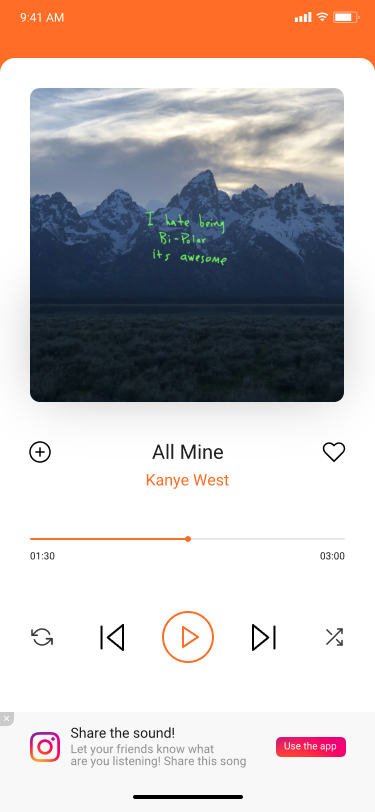 9:41 AM
I hate being
Bi-Polar
its awesome
All Mine
Kanye West
01:30
03:00
Share the sound!
Let your friends know what
are you listening! Share this song
Use the app